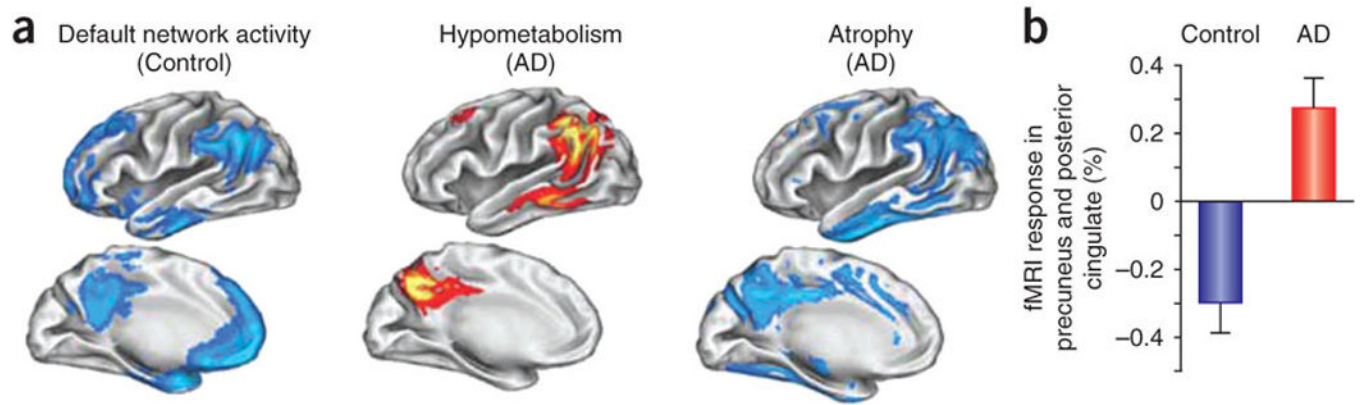 a
Default network activity
(Control)
Hypometabolism
(AD)
Atrophy
(AD)
b
Control
AD
fMRI response in
precuneus and posterior
cingulate (%)
0.4
0.2
0
−0.2
−0.4